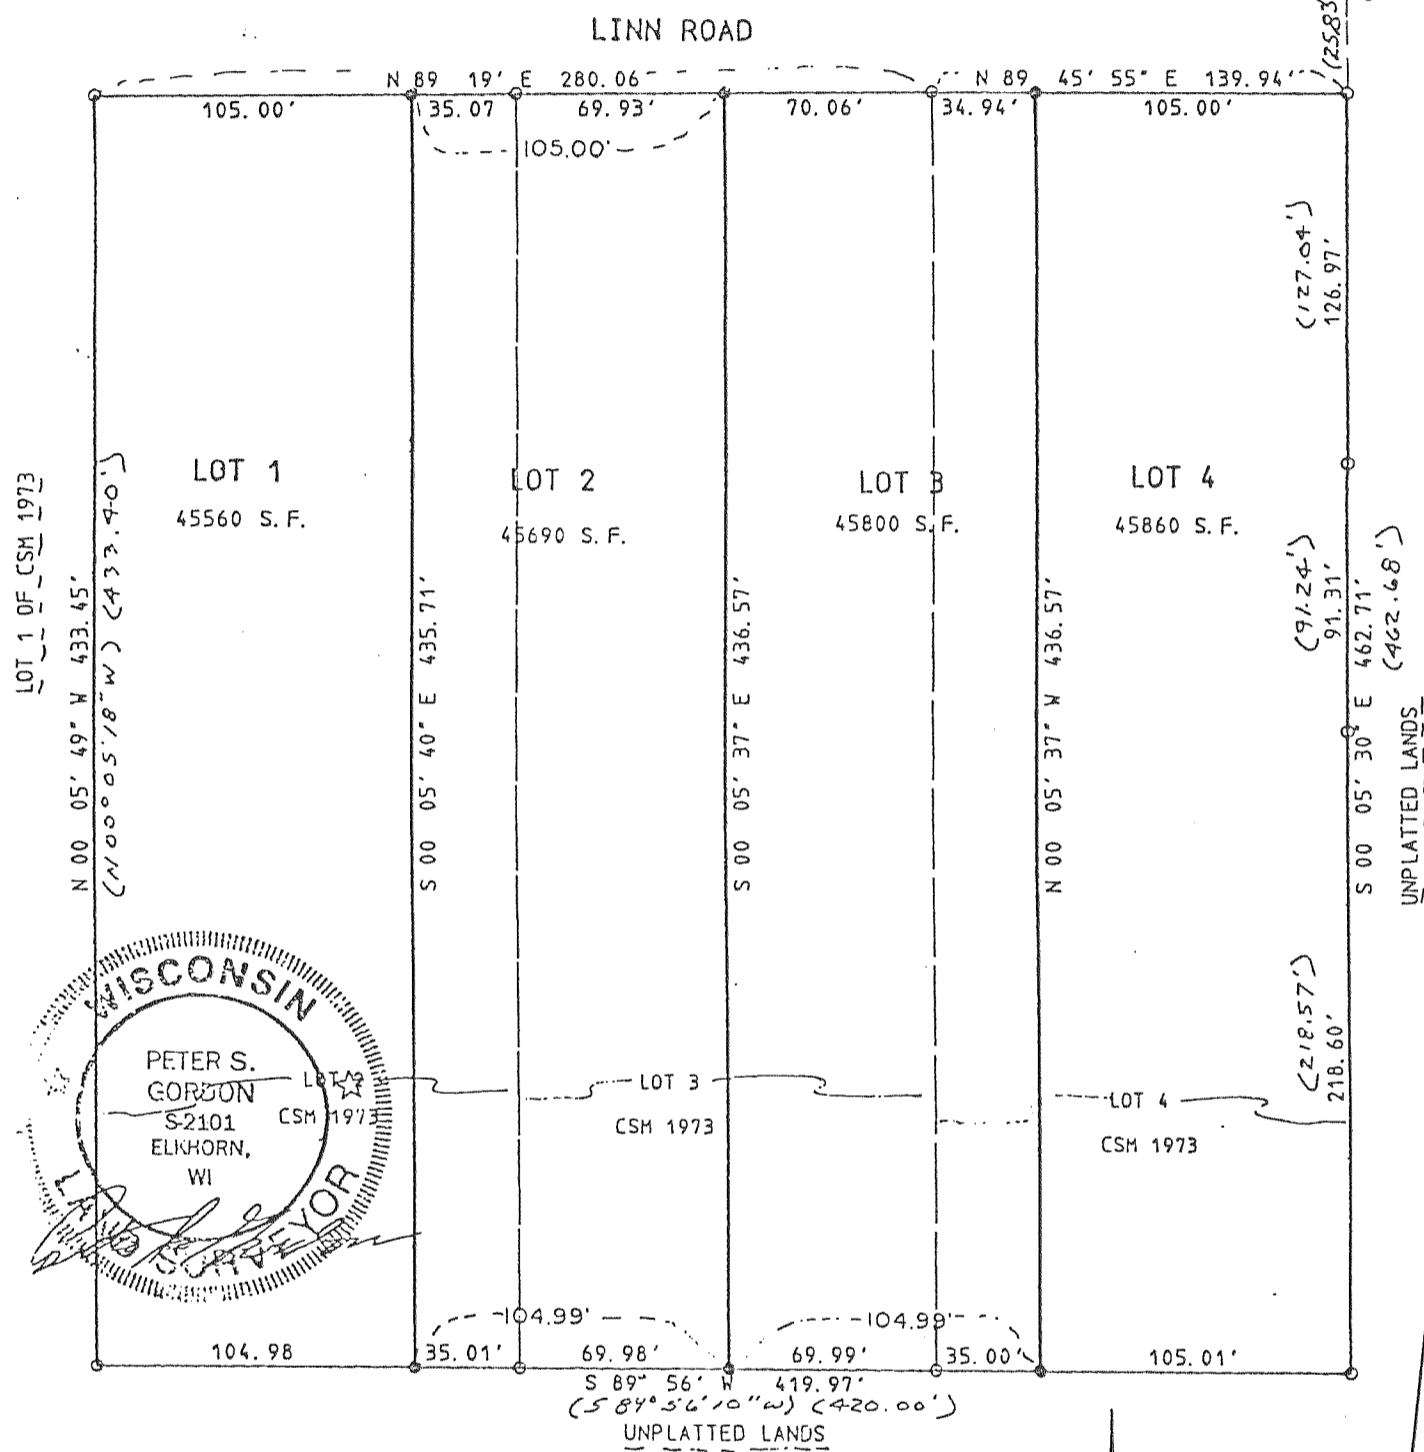 LINN ROAD
(25.83
N 89 19' E 280.06
N 89 45' 55" E 139.94'
105.00'
35.07
69.93'
70.06'
34.94'
105.00'
105.00'
LOT 1 OF CSM 1973
N 00 05' 49" W 433.45'
(N 00° 05' 18" W) (433.40')
LOT 1
45560 S.F.
S 00 05' 40" E 435.71'
LOT 2
45690 S.F.
S 00 05' 37" E 436.57'
LOT 3
45800 S.F.
N 00 05' 37" W 436.57'
LOT 4
45860 S.F.
(127.04')
126.97'
(91.24')
91.31'
S 00 05' 30" E 462.71'
(462.68')
UNPLATTED LANDS
(218.57')
218.60'
WISCONSIN
PETER S.
GORDON
S-2101
ELKHORN,
WI
LAND SURVEYOR
LOT 2
CSM 1973
LOT 3
CSM 1973
LOT 4
CSM 1973
104.99'
104.99'
104.98
35.01'
69.98'
69.99'
35.00'
105.01'
S 89° 56' W 419.97'
(S 89° 56' 10" W) (420.00')
UNPLATTED LANDS